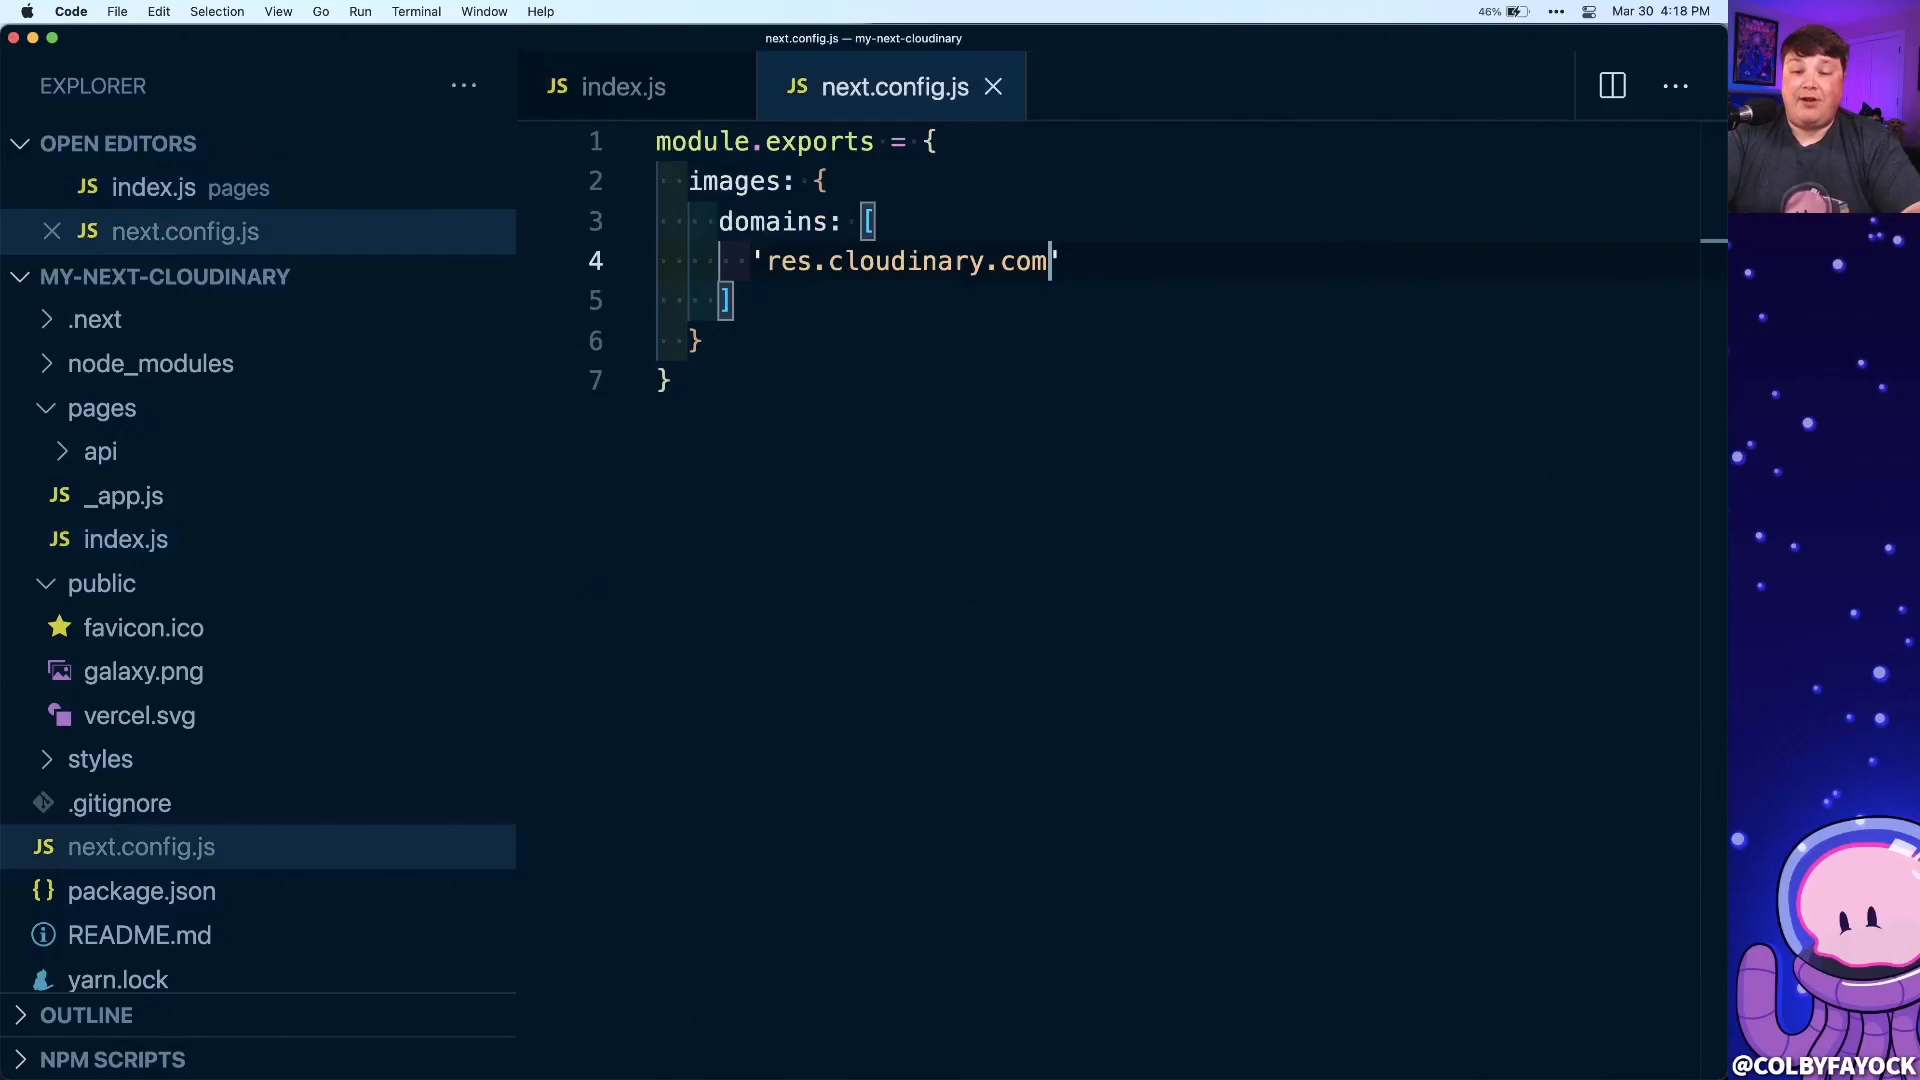 Code File Edit Selection View Go Run Terminal Window Help 46% Mar 30 4:18 PM
next.config.js — my-next-cloudinary
EXPLORER
OPEN EDITORS
JS index.js pages
JS next.config.js
MY-NEXT-CLOUDINARY
.next
node_modules
pages
api
JS _app.js
JS index.js
public
favicon.ico
galaxy.png
vercel.svg
styles
.gitignore
JS next.config.js
{} package.json
README.md
yarn.lock
OUTLINE
NPM SCRIPTS
JS index.js
JS next.config.js
1 module.exports = {
2 images: {
3 domains: [
4 'res.cloudinary.com'
5 ]
6 }
7 }
@COLBYFAYOCK